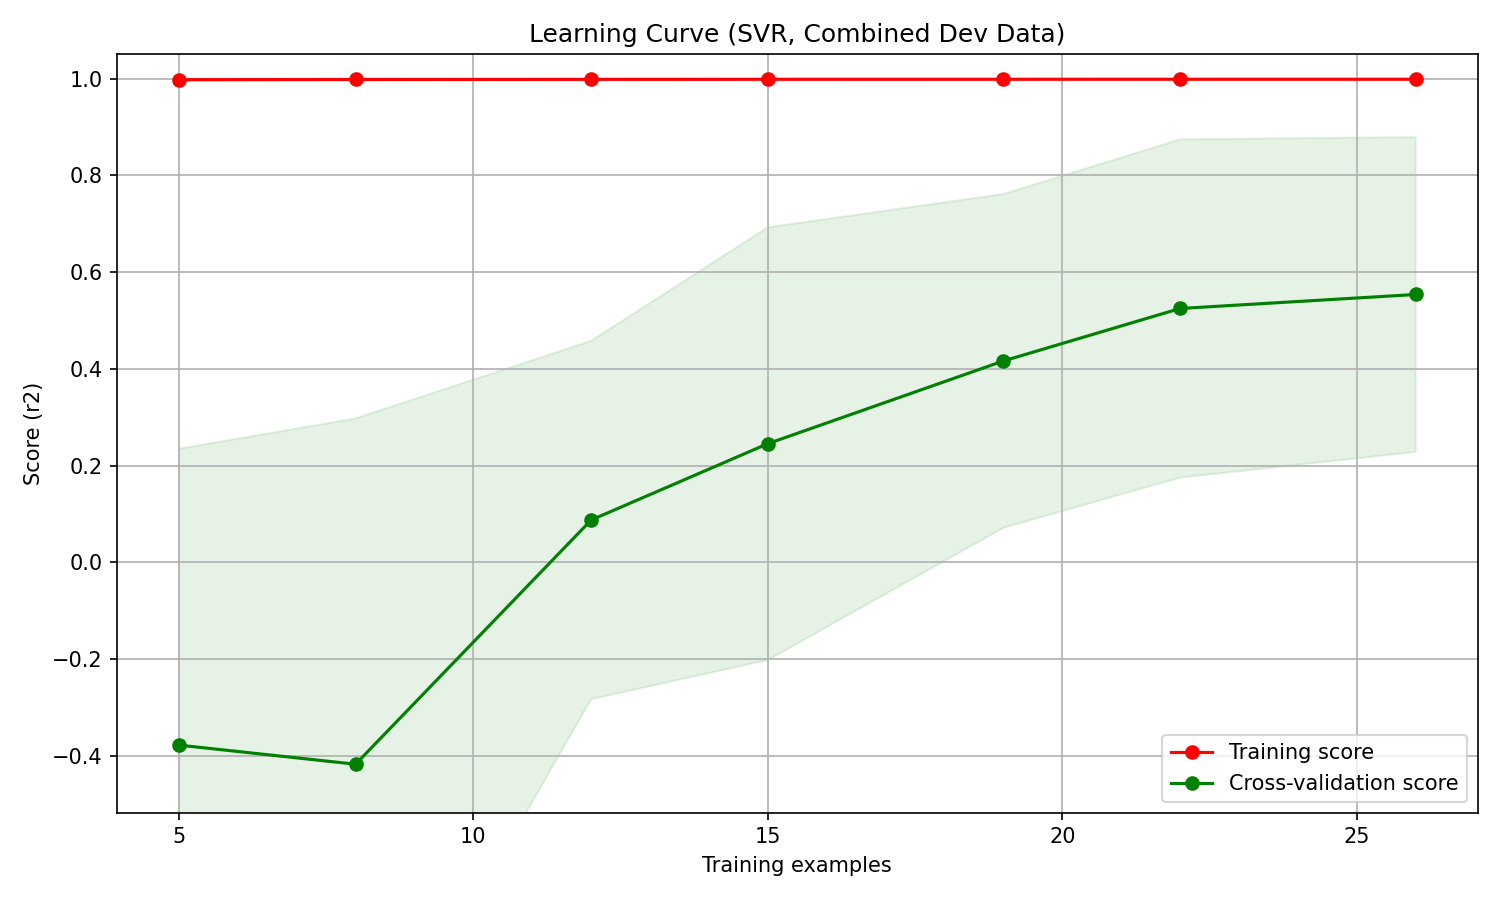 Learning Curve (SVR, Combined Dev Data)
Score (r2)
1.0
0.8
0.6
0.4
0.2
0.0
−0.2
−0.4
Training score
Cross-validation score
5 10 15 20 25
Training examples